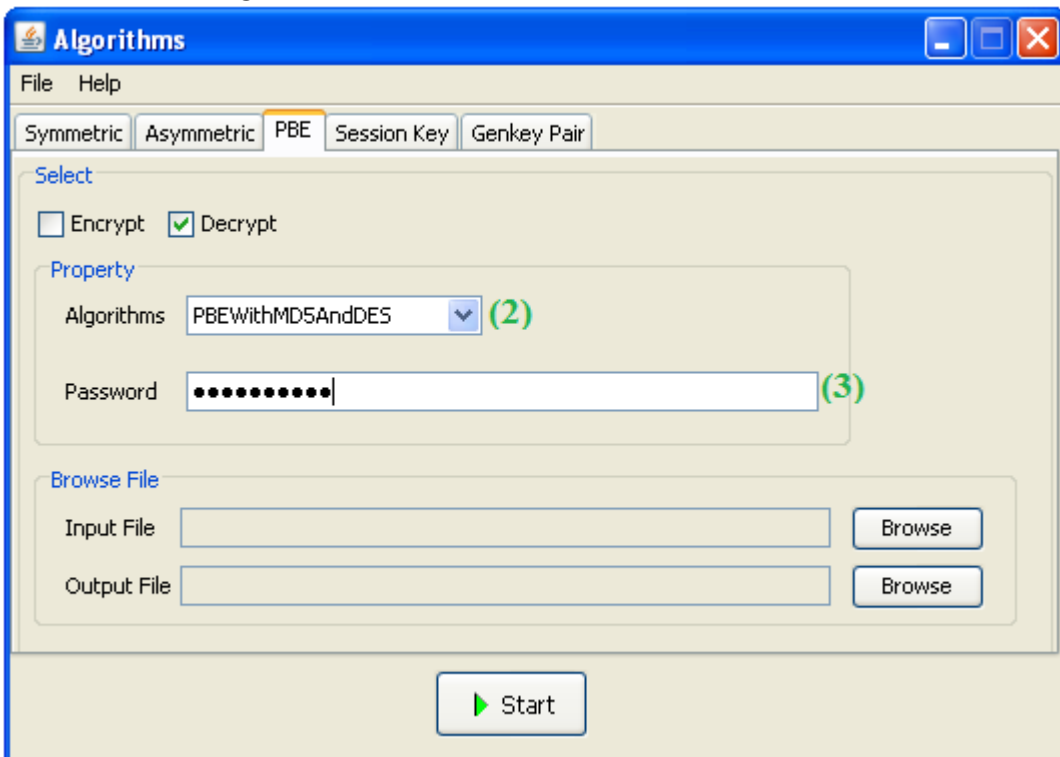 Algorithms
File Help
Symmetric Asymmetric PBE Session Key Genkey Pair
Select
Encrypt Decrypt
Property
Algorithms PBEWithMD5AndDES (2)
Password ●●●●●●●●●● (3)
Browse File
Input File Browse
Output File Browse
Start